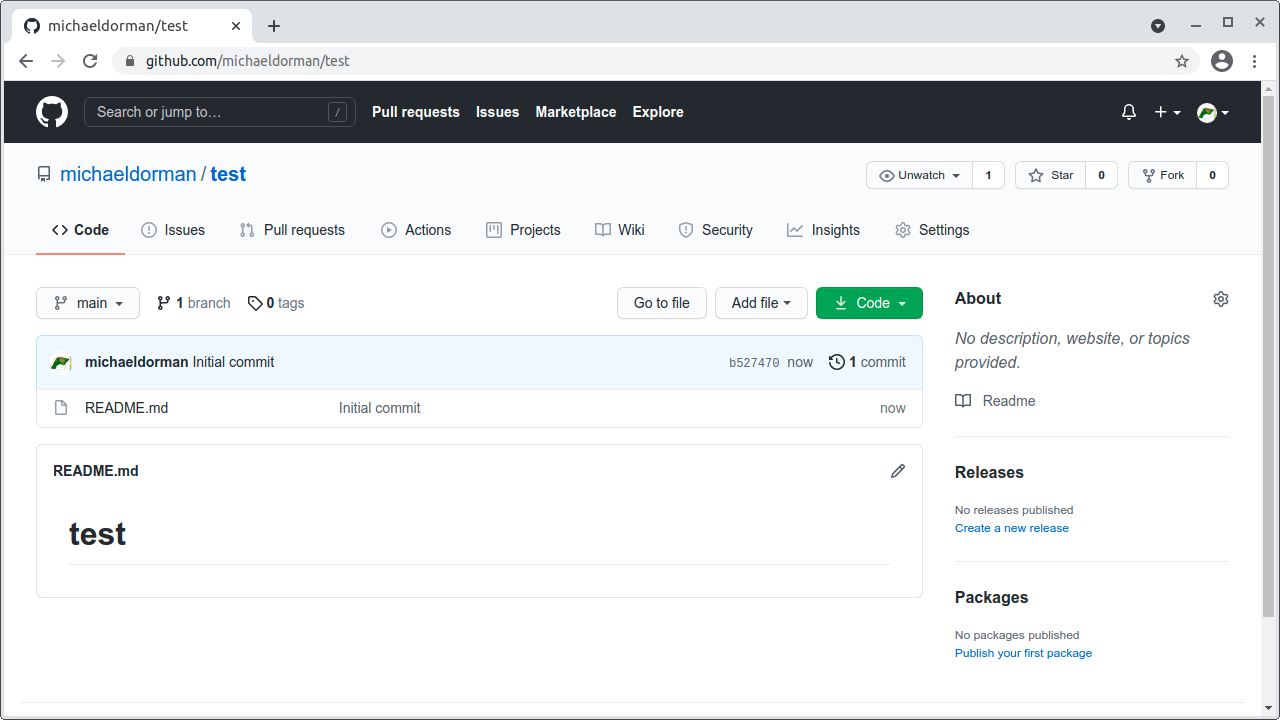 michaeldorman/test
github.com/michaeldorman/test
Search or jump to… / Pull requests Issues Marketplace Explore
michaeldorman / test Unwatch 1 Star 0 Fork 0
Code Issues Pull requests Actions Projects Wiki Security Insights Settings
main 1 branch 0 tags Go to file Add file Code
michaeldorman Initial commit b527470 now 1 commit
README.md Initial commit now
README.md
test
About
No description, website, or topics
provided.
Readme
Releases
No releases published
Create a new release
Packages
No packages published
Publish your first package